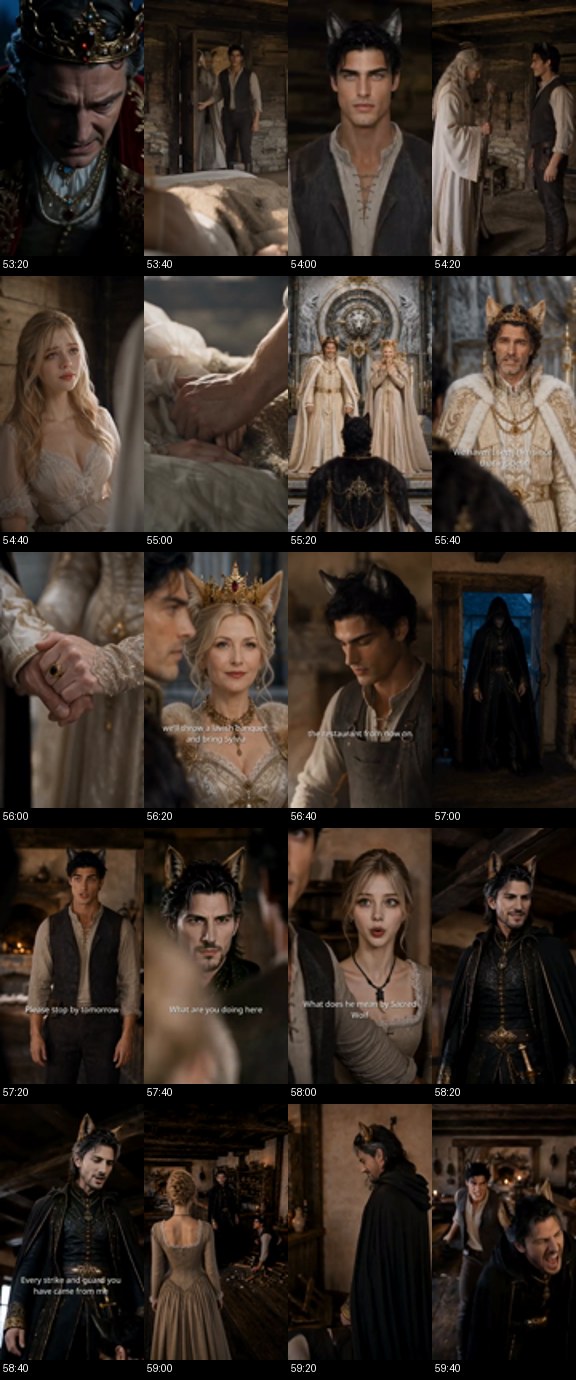 53:20
53:40
54:00
54:20
54:40
55:00
55:20
55:40
we'll throw a lavish banquet
and bring Sylvia
the restaurant from now on
56:00
56:20
56:40
57:00
Please stop by tomorrow
What are you doing here
What does he mean by Sacred
Wolf
57:20
57:40
58:00
58:20
Every strike and guard you
have came from me
58:40
59:00
59:20
59:40